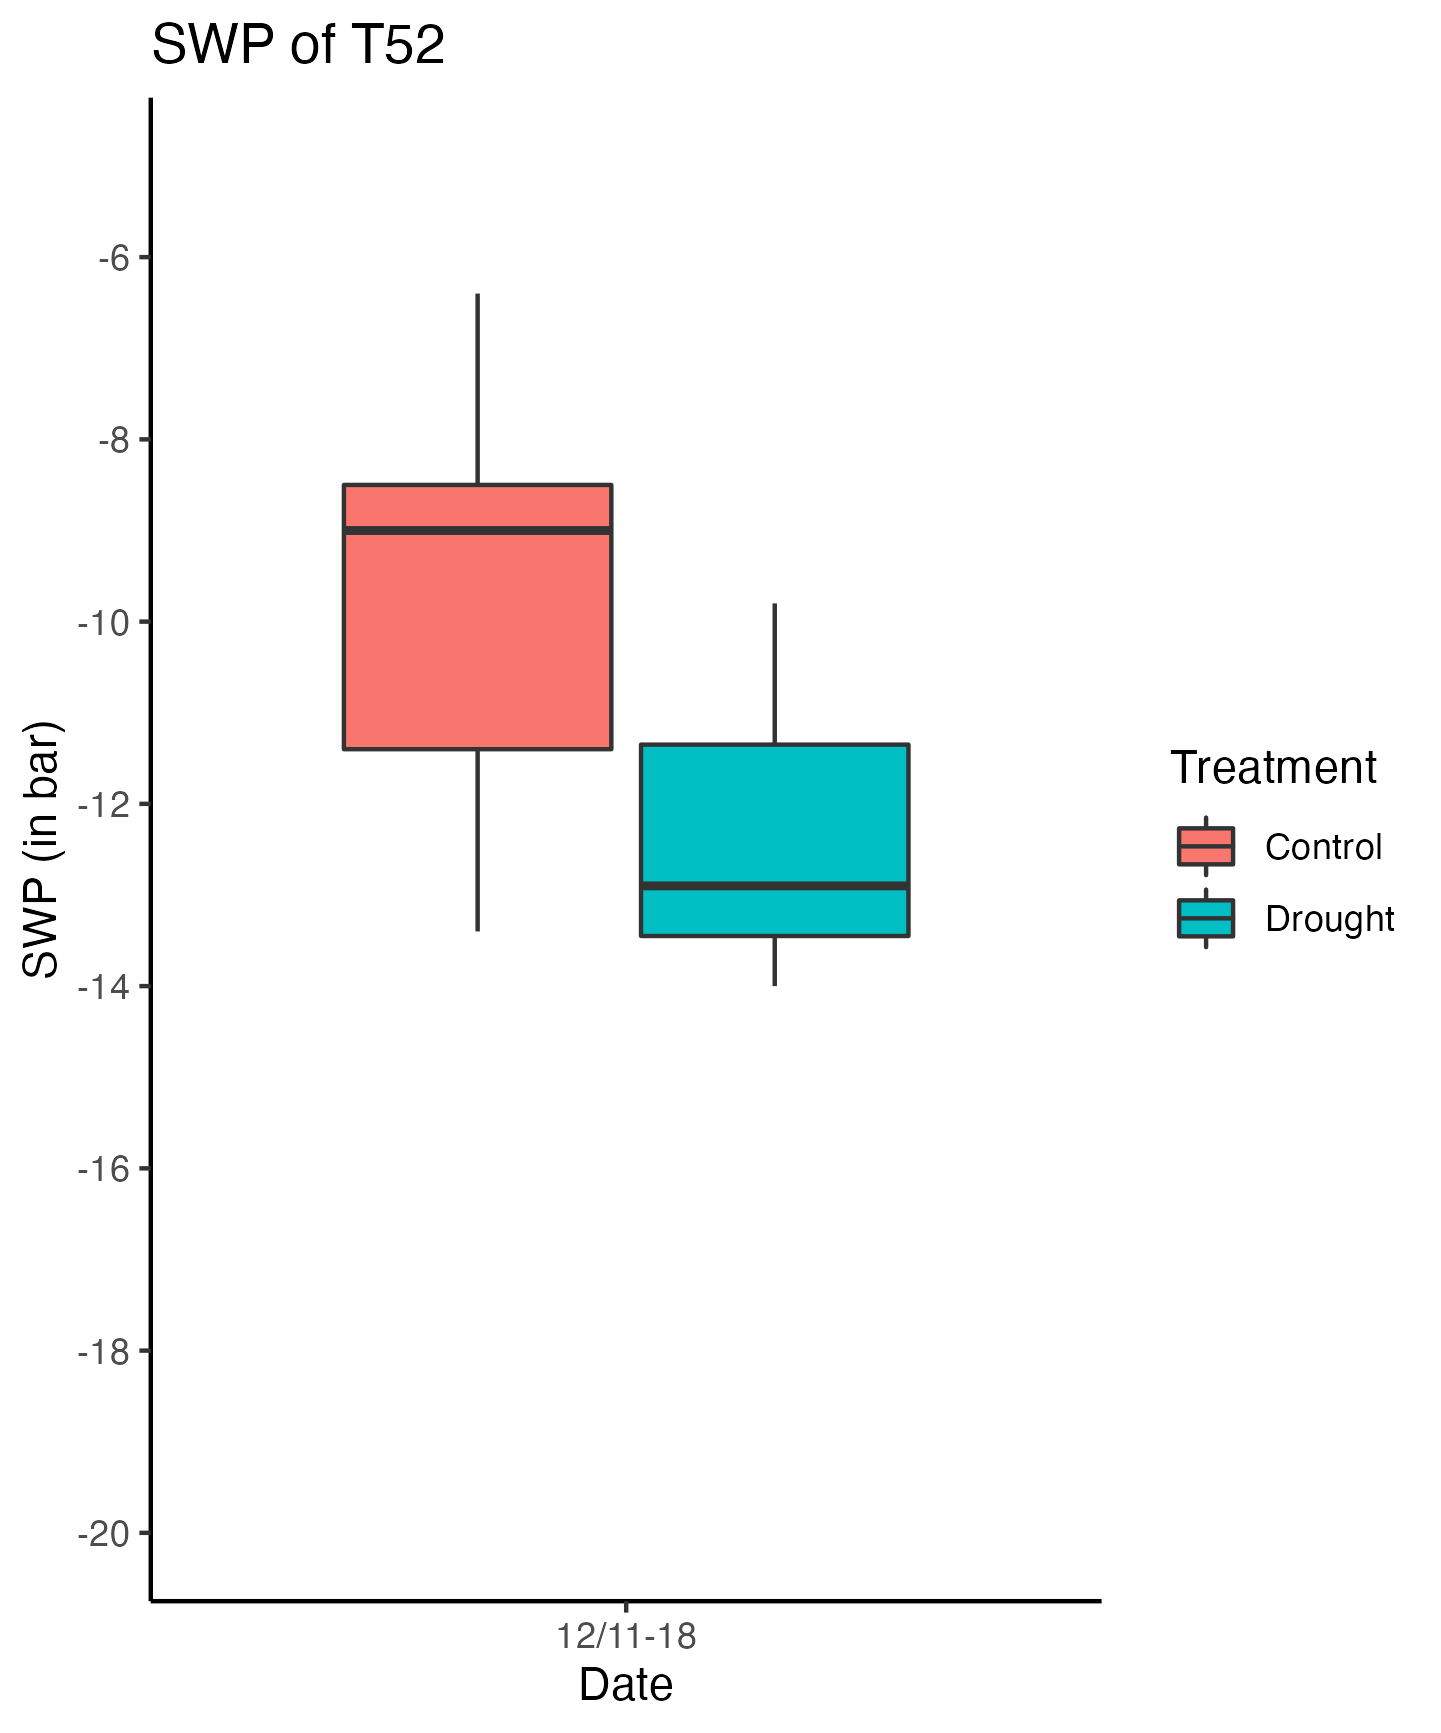 SWP of T52
SWP (in bar)
-6
-8
-10
-12
-14
-16
-18
-20
12/11-18
Date
Treatment
Control
Drought